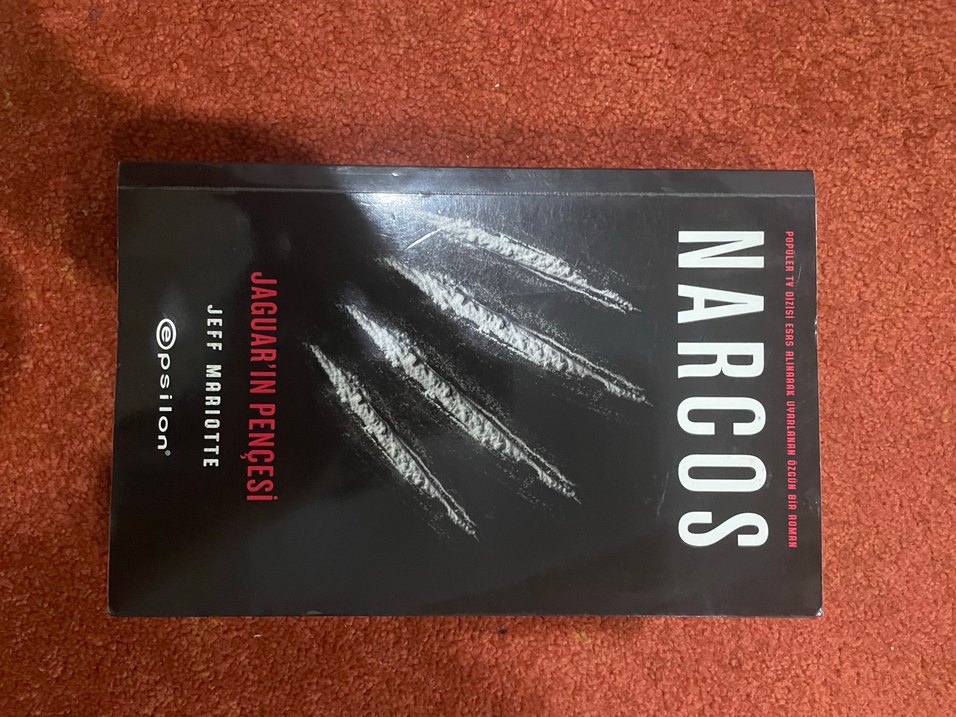 POPÜLER TV DİZİSİ ESAS ALINARAK UYARLANAN ÖZGÜN BİR ROMAN
NARCOS
JAGUAR'IN PENÇESİ
JEFF MARIOTTE
epsilon®